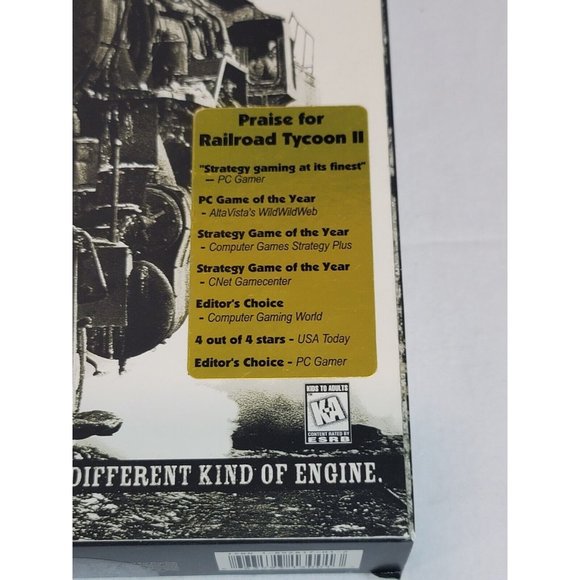 Praise for
Railroad Tycoon II
"Strategy gaming at its finest"
— PC Gamer
PC Game of the Year
- AltaVista's WildWildWeb
Strategy Game of the Year
- Computer Games Strategy Plus
Strategy Game of the Year
- CNet Gamecenter
Editor's Choice
- Computer Gaming World
4 out of 4 stars - USA Today
Editor's Choice - PC Gamer
KIDS TO ADULTS
K-A
CONTENT RATED BY
ESRB
DIFFERENT KIND OF ENGINE.